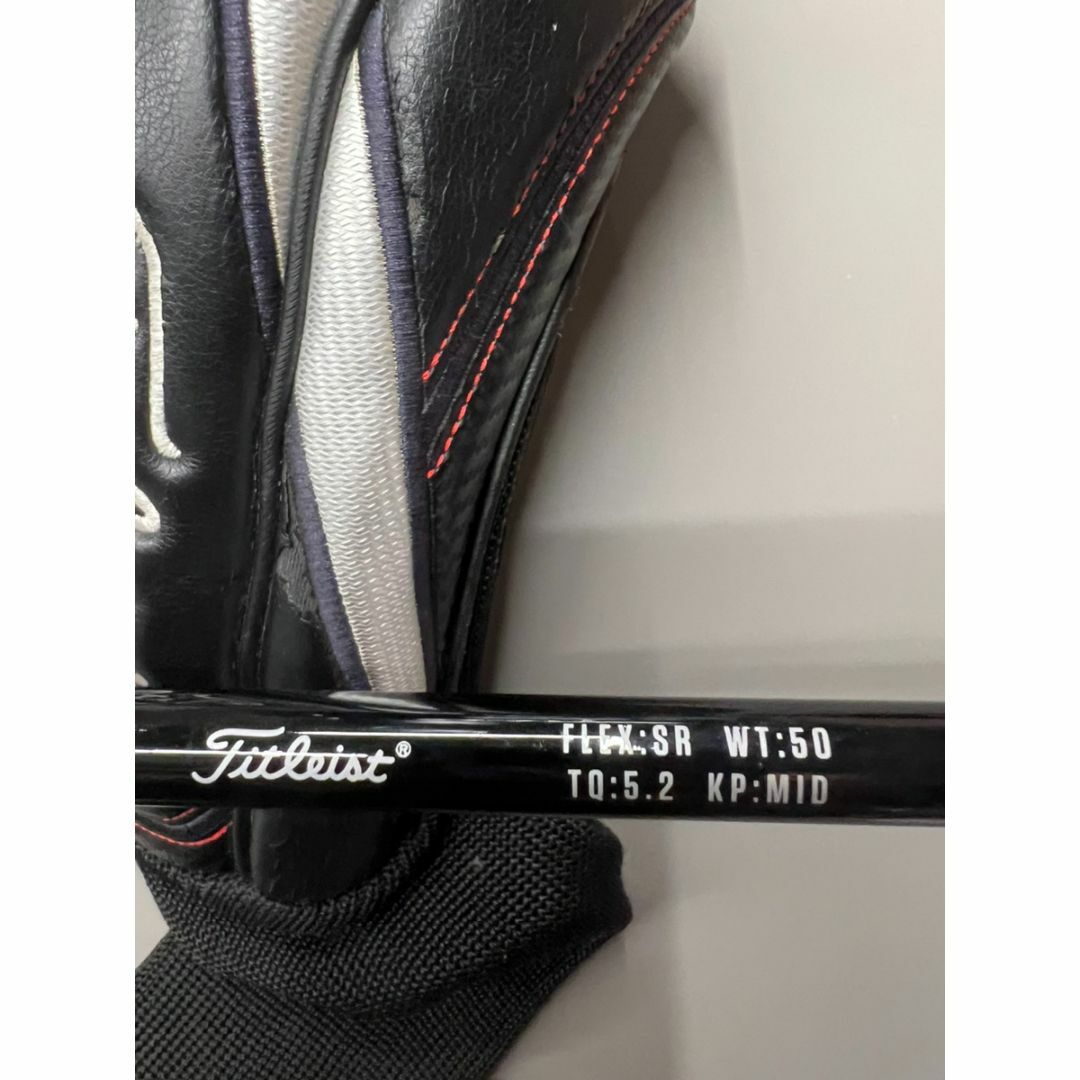 Titleist®
FLEX:SR WT:50
TQ:5.2 KP:MID